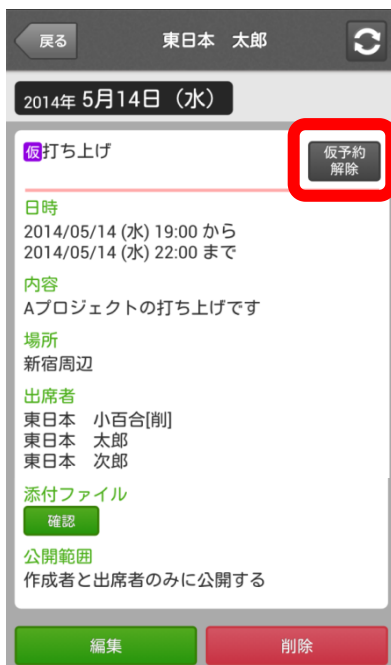 戻る
東日本　太郎
2014年 5月14日（水）
仮打ち上げ
仮予約
解除
日時
2014/05/14 (水) 19:00 から
2014/05/14 (水) 22:00 まで
内容
Aプロジェクトの打ち上げです
場所
新宿周辺
出席者
東日本　小百合[削]
東日本　太郎
東日本　次郎
添付ファイル
確認
公開範囲
作成者と出席者のみに公開する
編集
削除